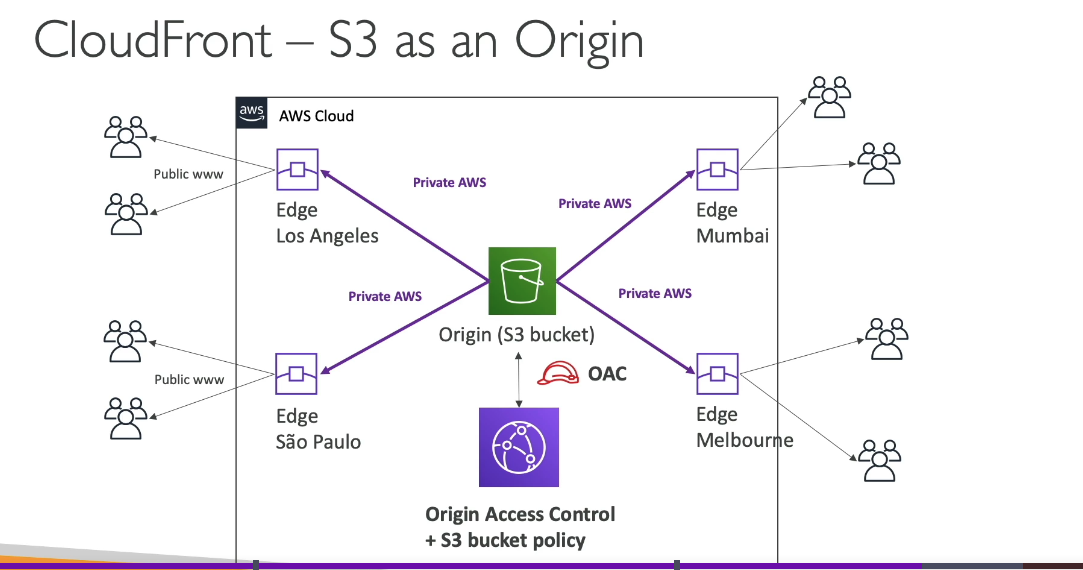 CloudFront – S3 as an Origin
aws
AWS Cloud
Public www
Private AWS
Private AWS
Edge
Los Angeles
Edge
Mumbai
Private AWS
Private AWS
Origin (S3 bucket)
OAC
Public www
Edge
São Paulo
Edge
Melbourne
Origin Access Control
+ S3 bucket policy